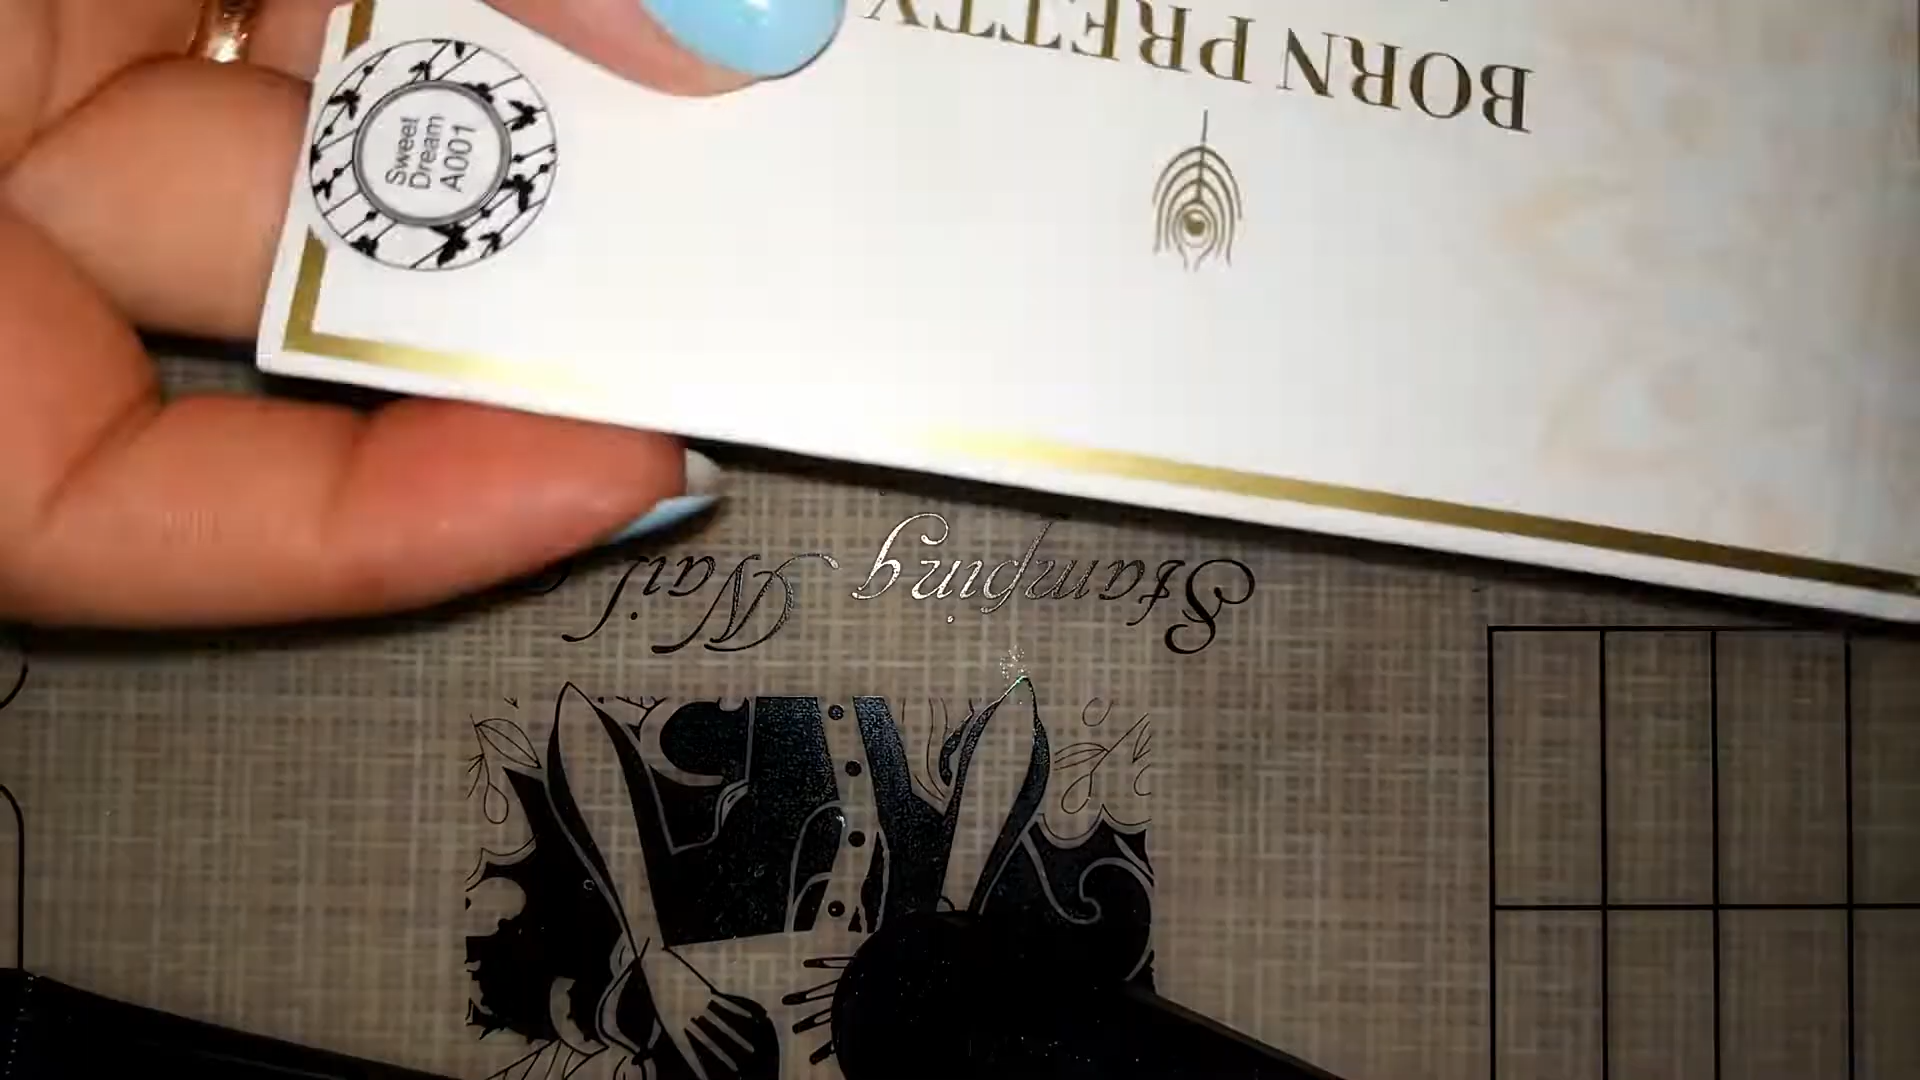 BORN PRETTY
Sweet
Dream
A001
Stamping Nail